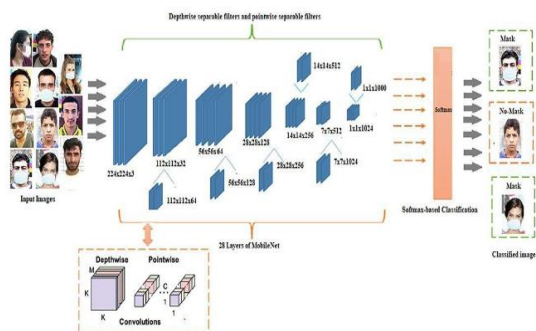 Depthwise separable filters and pointwise separable filters
Mask
14x14x512
1x1x1000
Softmax
No-Mask
224x224x3
112x112x32
56x56x64
28x28x128
14x14x256
7x7x512
1x1x1024
112x112x64
56x56x128
28x28x256
7x7x1024
Mask
Input Images
28 Layers of MobileNet
Softmax-based Classification
Classified image
Depthwise
Pointwise
M
K
K
C
1
1
Convolutions